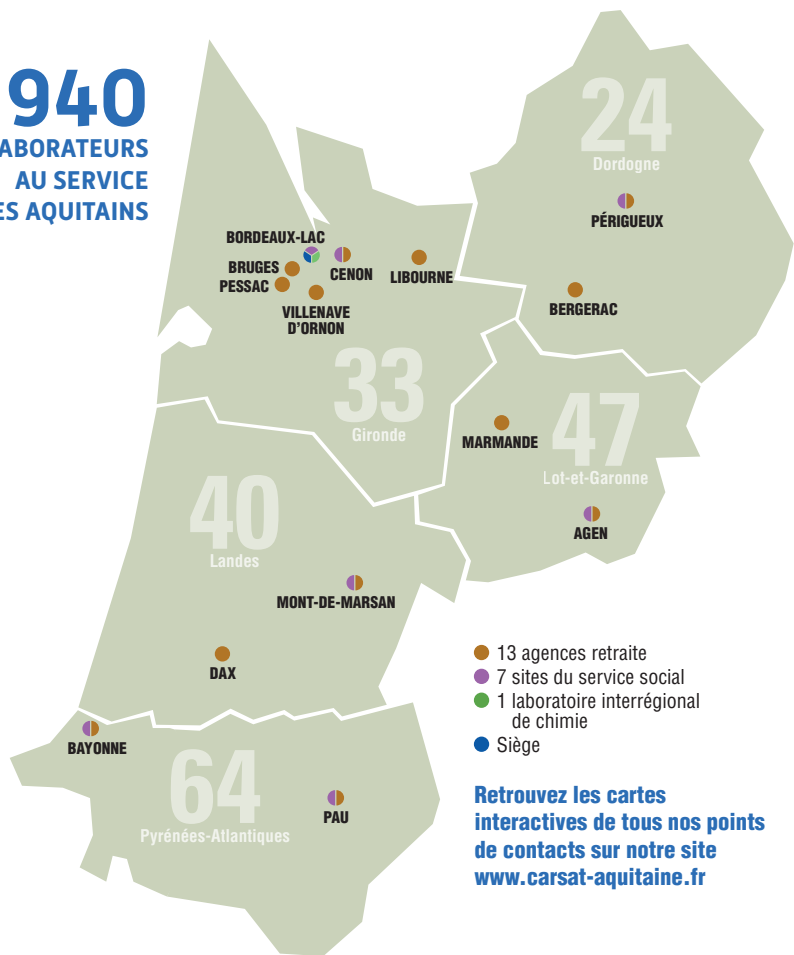 940
ABORATEURS
AU SERVICE
ES AQUITAINS
24
Dordogne
PÉRIGUEUX
BERGERAC
BORDEAUX-LAC
BRUGES
PESSAC
CENON
LIBOURNE
VILLENAVE
D'ORNON
33
Gironde
47
Lot-et-Garonne
MARMANDE
AGEN
40
Landes
MONT-DE-MARSAN
DAX
BAYONNE
64
Pyrénées-Atlantiques
PAU
13 agences retraite
7 sites du service social
1 laboratoire interrégional
de chimie
Siège
Retrouvez les cartes
interactives de tous nos points
de contacts sur notre site
www.carsat-aquitaine.fr